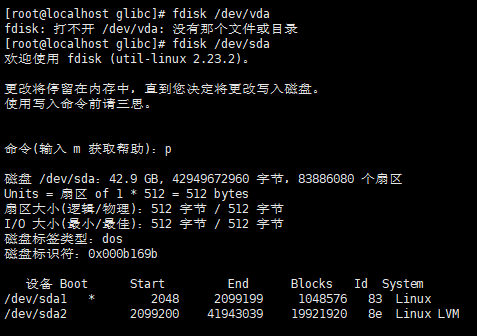 [root@localhost glibc]# fdisk /dev/vda
fdisk: 打不开 /dev/vda: 没有那个文件或目录
[root@localhost glibc]# fdisk /dev/sda
欢迎使用 fdisk (util-linux 2.23.2)。
更改将停留在内存中，直到您决定将更改写入磁盘。
使用写入命令前请三思。
命令(输入 m 获取帮助)：p
磁盘 /dev/sda：42.9 GB, 42949672960 字节，83886080 个扇区
Units = 扇区 of 1 * 512 = 512 bytes
扇区大小(逻辑/物理)：512 字节 / 512 字节
I/O 大小(最小/最佳)：512 字节 / 512 字节
磁盘标签类型：dos
磁盘标识符：0x000b169b
设备 Boot      Start         End      Blocks   Id  System
/dev/sda1   *        2048     2099199     1048576   83  Linux
/dev/sda2         2099200    41943039    19921920   8e  Linux LVM